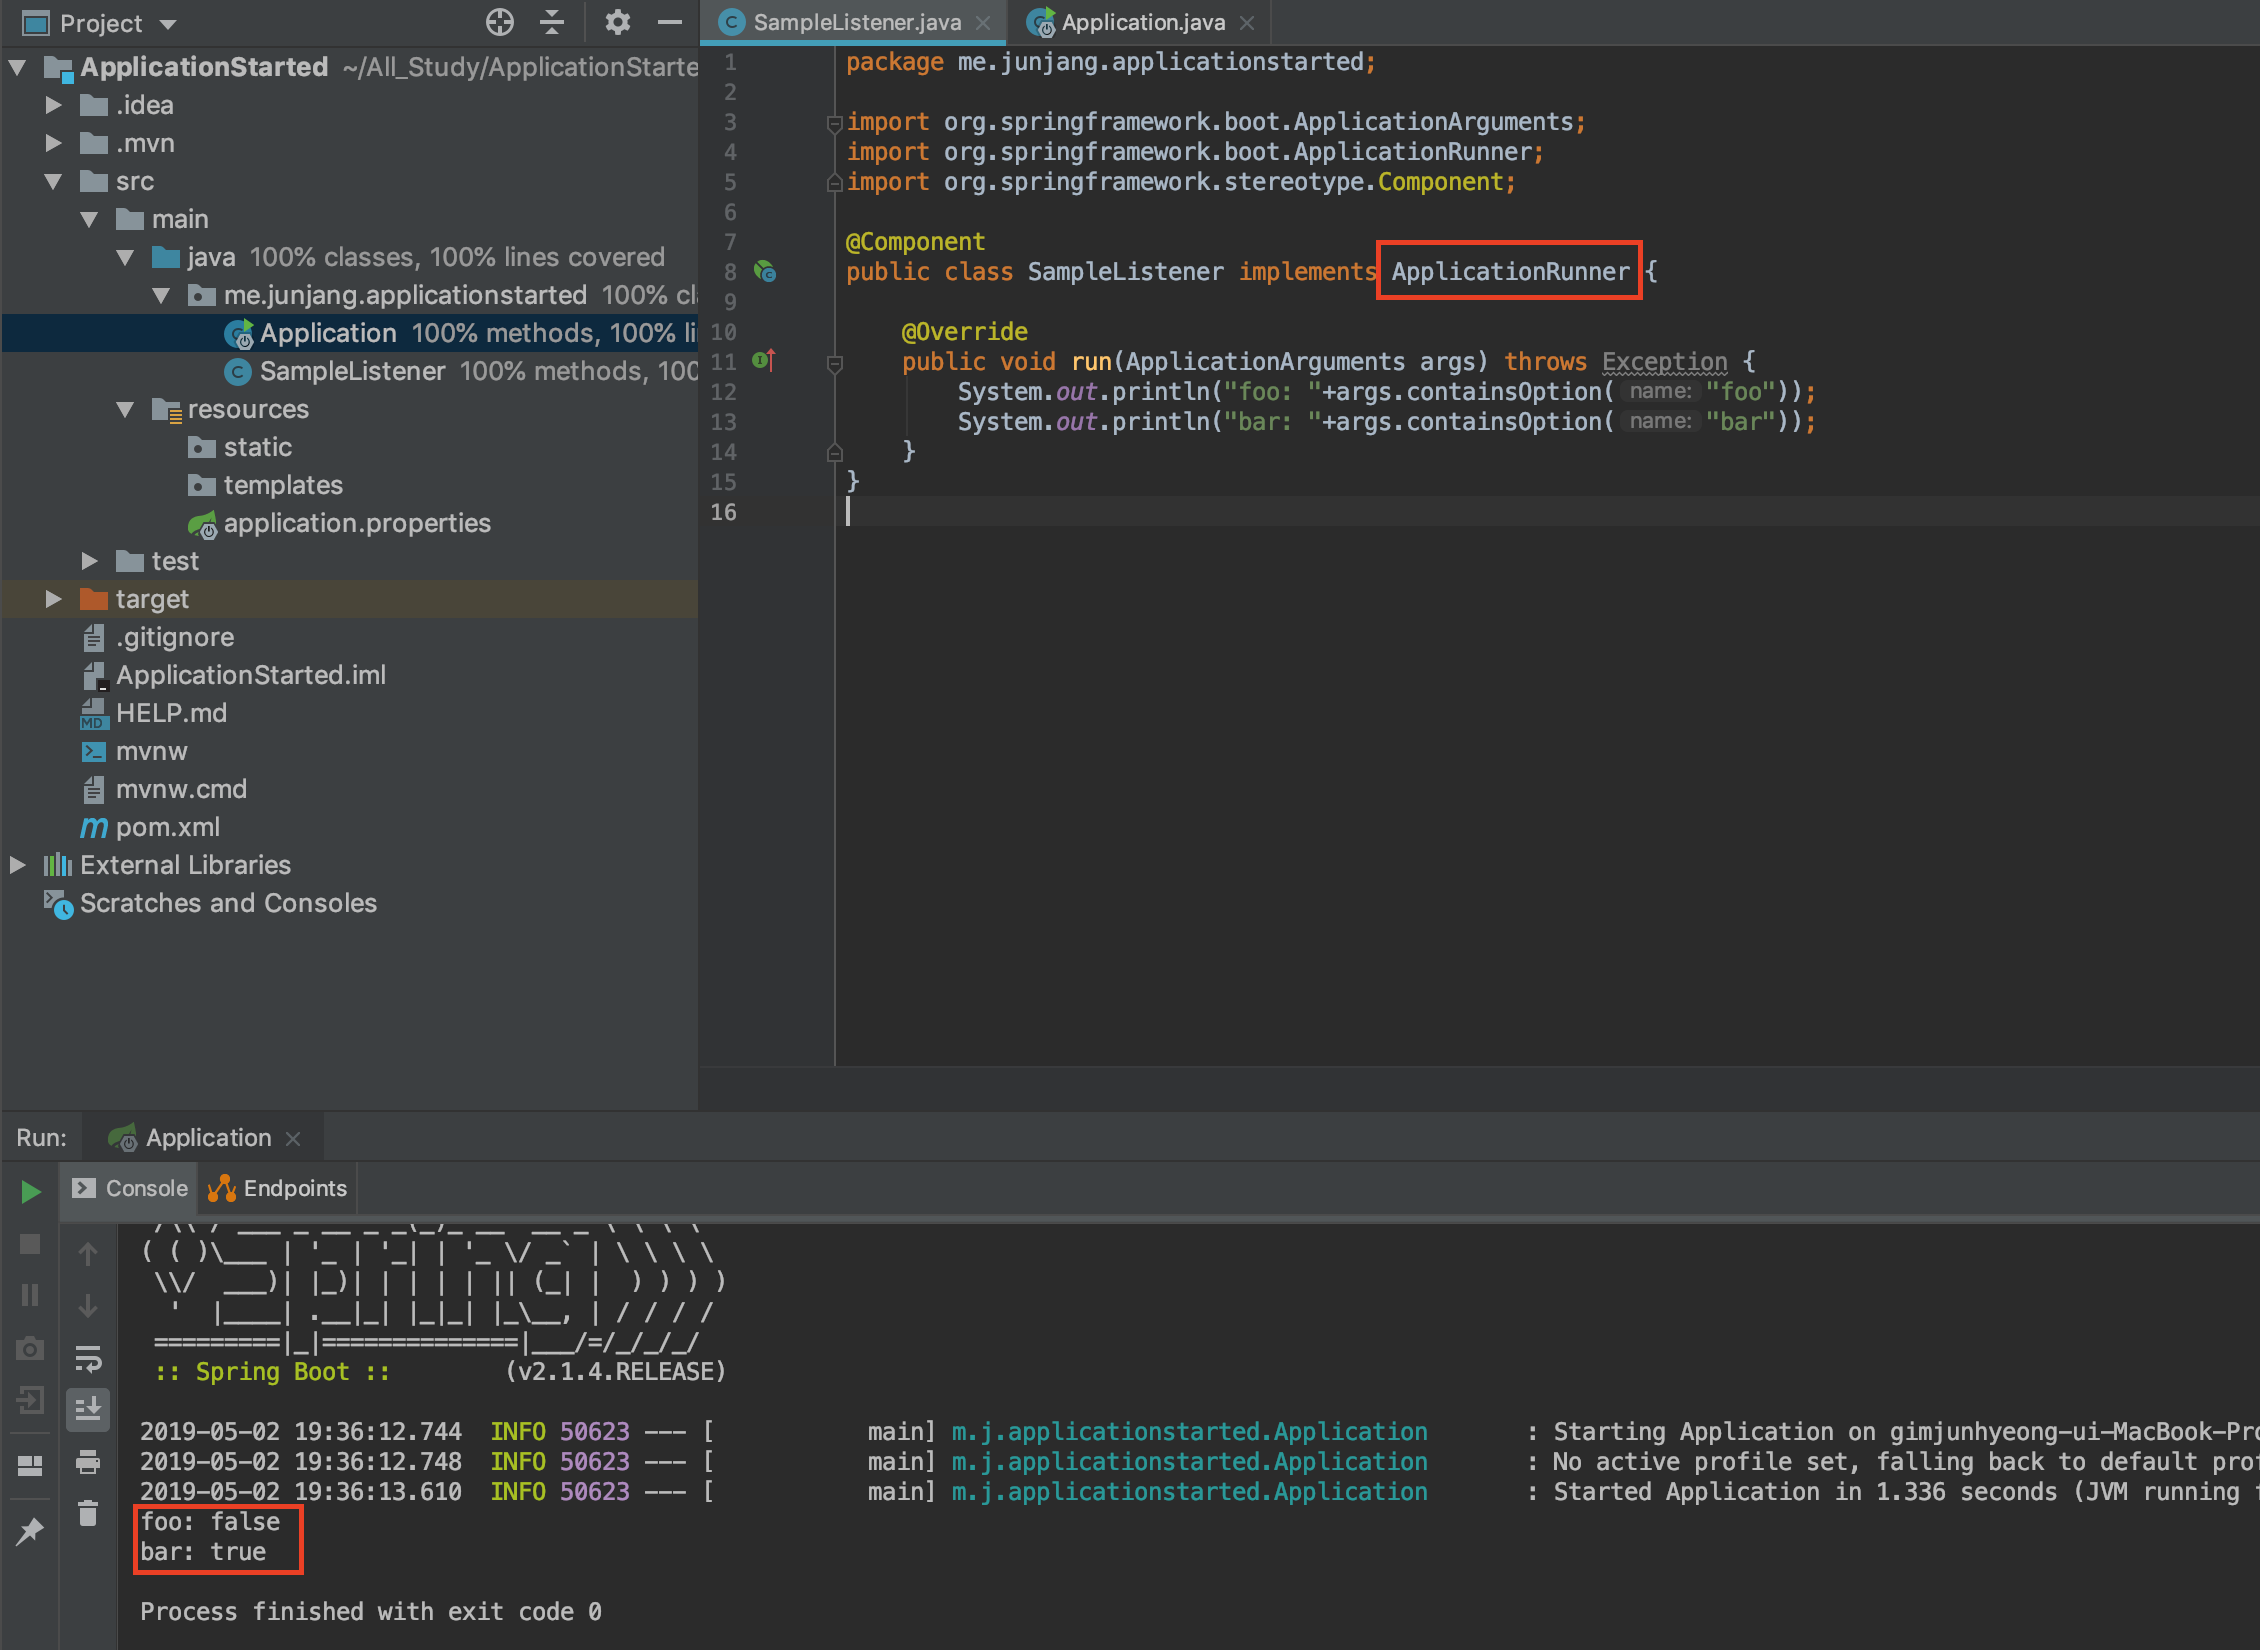 Project
ApplicationStarted ~/All_Study/ApplicationStarte
.idea
.mvn
src
main
java 100% classes, 100% lines covered
me.junjang.applicationstarted 100% cl
Application 100% methods, 100% li
SampleListener 100% methods, 100
resources
static
templates
application.properties
test
target
.gitignore
ApplicationStarted.iml
HELP.md
mvnw
mvnw.cmd
pom.xml
External Libraries
Scratches and Consoles
SampleListener.java Application.java
1 package me.junjang.applicationstarted;
2
3 import org.springframework.boot.ApplicationArguments;
4 import org.springframework.boot.ApplicationRunner;
5 import org.springframework.stereotype.Component;
6
7 @Component
8 public class SampleListener implements ApplicationRunner {
9
10 @Override
11 public void run(ApplicationArguments args) throws Exception {
12 System.out.println("foo: "+args.containsOption( name: "foo"));
13 System.out.println("bar: "+args.containsOption( name: "bar"));
14 }
15 }
16
Run: Application
Console Endpoints
( ( )\___ | '_ | '_| | '_ \/ _` | \ \ \ \
\\/ ___)| |_)| | | | | || (_| | ) ) ) )
' |____| .__|_| |_|_| |_\__, | / / / /
=========|_|==============|___/=/_/_/_/
:: Spring Boot :: (v2.1.4.RELEASE)
2019-05-02 19:36:12.744 INFO 50623 --- [ main] m.j.applicationstarted.Application : Starting Application on gimjunhyeong-ui-MacBook-Pro
2019-05-02 19:36:12.748 INFO 50623 --- [ main] m.j.applicationstarted.Application : No active profile set, falling back to default prof
2019-05-02 19:36:13.610 INFO 50623 --- [ main] m.j.applicationstarted.Application : Started Application in 1.336 seconds (JVM running f
foo: false
bar: true
Process finished with exit code 0